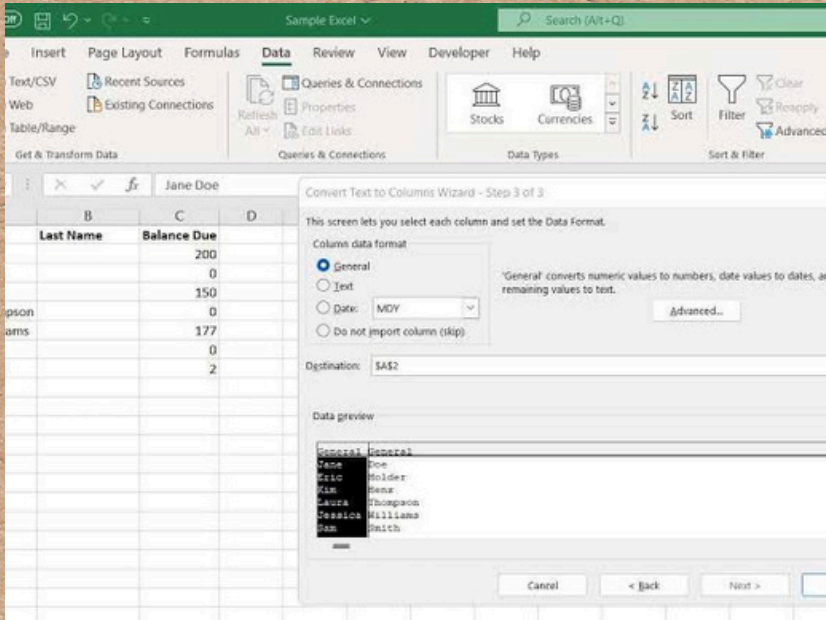 Off
Sample Excel
Search (Alt+Q)
Insert Page Layout Formulas Data Review View Developer Help
Text/CSV
Web
Table/Range
Recent Sources
Existing Connections
Get & Transform Data
Refresh
All
Queries & Connections
Properties
Edit Links
Queries & Connections
Stocks
Currencies
Data Types
Sort
Filter
Clear
Reapply
Advanced
Sort & Filter
fx Jane Doe
B C D
Last Name Balance Due
200
0
150
pson 0
ams 177
0
2
Convert Text to Columns Wizard - Step 3 of 3
This screen lets you select each column and set the Data Format.
Column data format
General
Text
Date: MDY
Do not import column (skip)
'General' converts numeric values to numbers, date values to dates, a
remaining values to text.
Advanced...
Destination: $A$2
Data preview
General General
Jane Doe
Eric Holder
Kim Henz
Laura Thompson
Jessica Williams
Sam Smith
Cancel < Back Next >